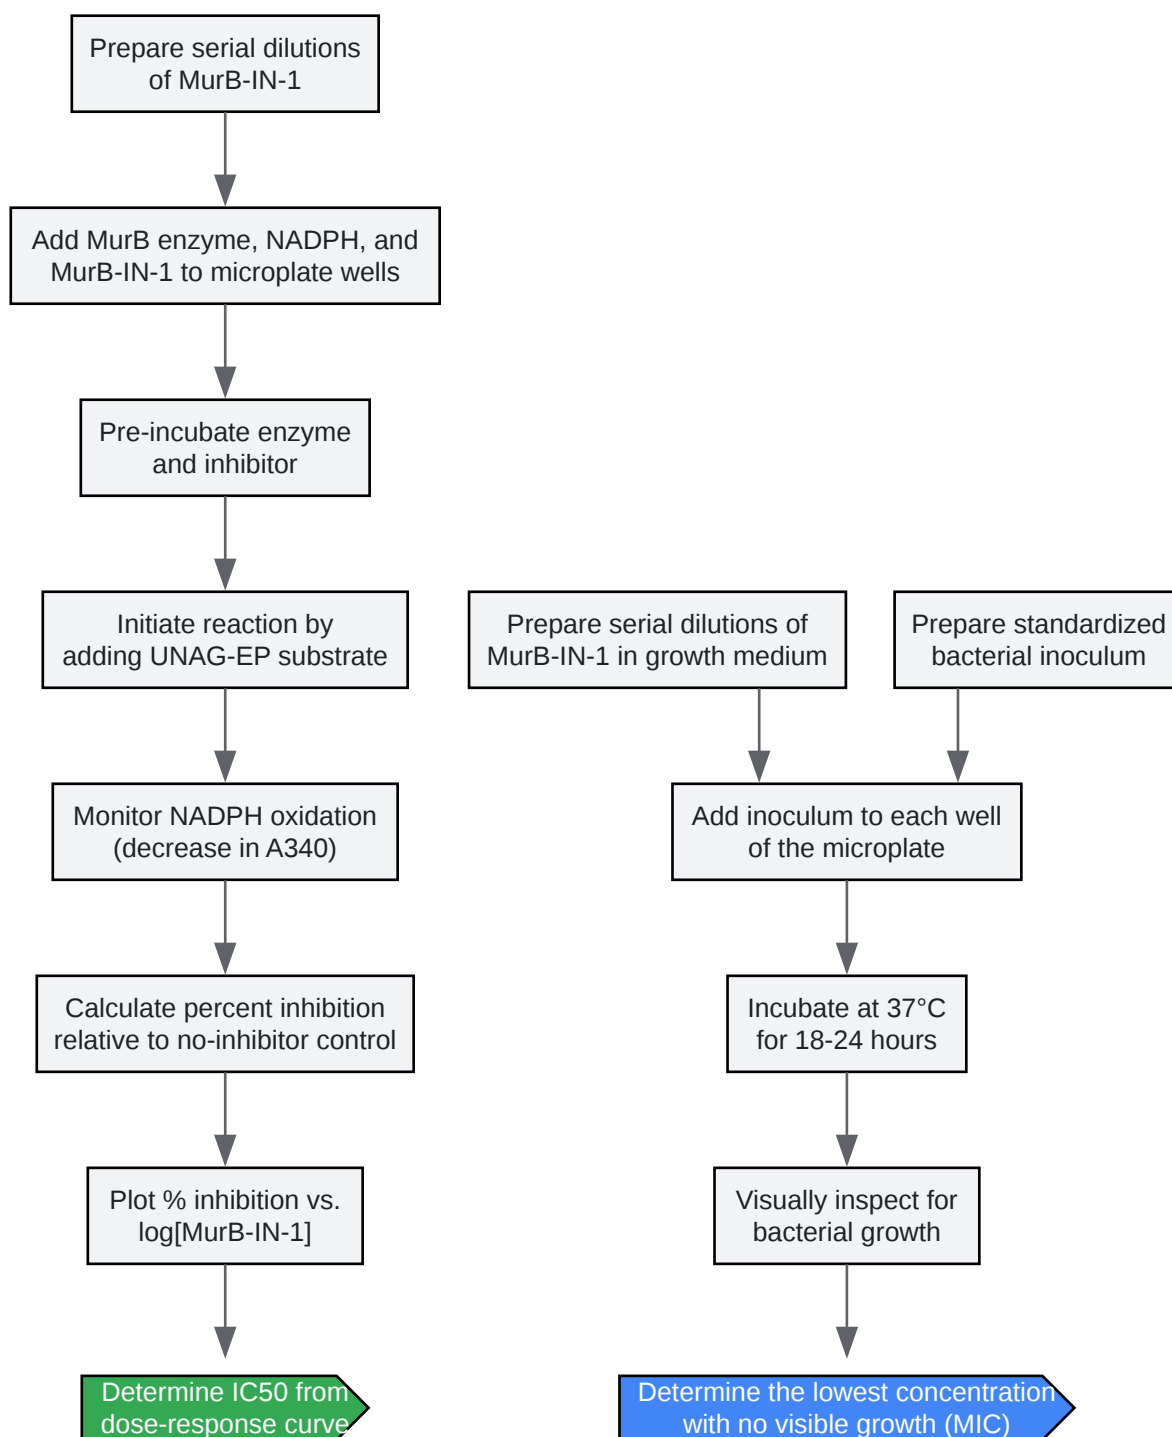 Prepare serial dilutions
of MurB-IN-1
Add MurB enzyme, NADPH, and
MurB-IN-1 to microplate wells
Pre-incubate enzyme
and inhibitor
Initiate reaction by
adding UNAG-EP substrate
Monitor NADPH oxidation
(decrease in A340)
Calculate percent inhibition
relative to no-inhibitor control
Plot % inhibition vs.
log[MurB-IN-1]
Determine IC50 from
dose-response curve
Prepare serial dilutions of
MurB-IN-1 in growth medium
Prepare standardized
bacterial inoculum
Add inoculum to each well
of the microplate
Incubate at 37°C
for 18-24 hours
Visually inspect for
bacterial growth
Determine the lowest concentration
with no visible growth (MIC)